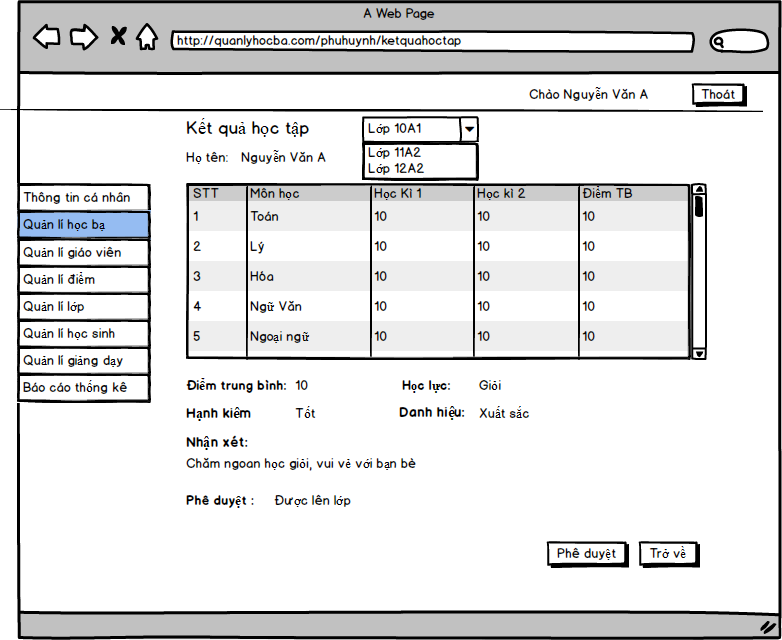 A Web Page
http://quanlyhocba.com/phuhuynh/ketquahoctap
Chào Nguyễn Văn A
Thoát
Kết quả học tập
Lớp 10A1
Lớp 11A2
Lớp 12A2
Họ tên: Nguyễn Văn A
Thông tin cá nhân
Quản lí học bạ
Quản lí giáo viên
Quản lí điểm
Quản lí lớp
Quản lí học sinh
Quản lí giảng dạy
Báo cáo thống kê
STT Môn học Học Kì 1 Học kì 2 Điểm TB
1 Toán 10 10 10
2 Lý 10 10 10
3 Hóa 10 10 10
4 Ngữ Văn 10 10 10
5 Ngoại ngữ 10 10 10
Điểm trung bình: 10 Học lực: Giỏi
Hạnh kiểm Tốt Danh hiệu: Xuất sắc
Nhận xét:
Chăm ngoan học giỏi, vui vẻ với bạn bè
Phê duyệt : Được lên lớp
Phê duyệt
Trở về